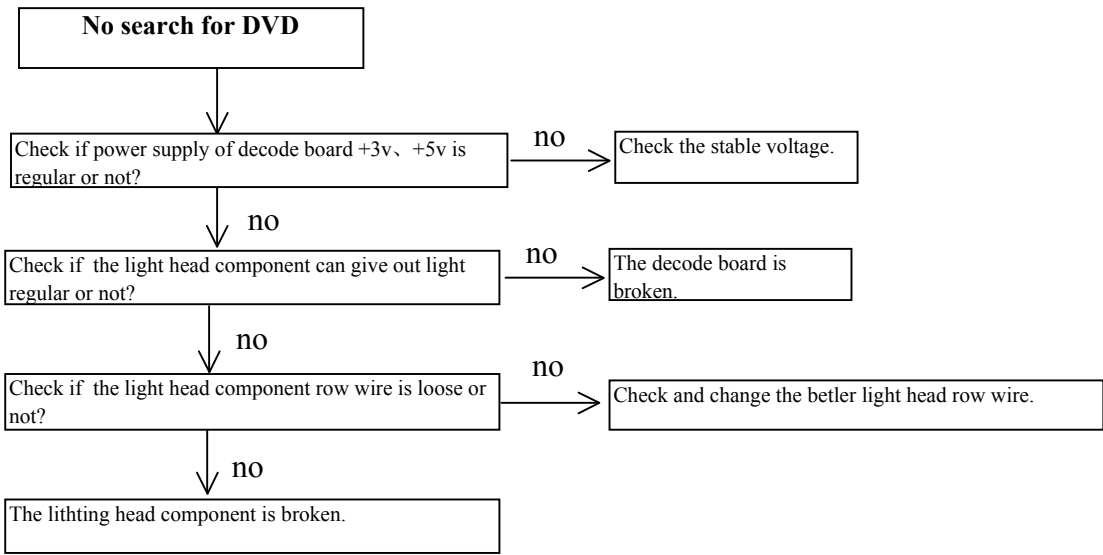 No search for DVD
Check if power supply of decode board +3v、+5v is
regular or not?
no
Check the stable voltage.
no
Check if  the light head component can give out light
regular or not?
no
The decode board is
broken.
no
Check if  the light head component row wire is loose or
not?
no
Check and change the betler light head row wire.
no
The lithting head component is broken.